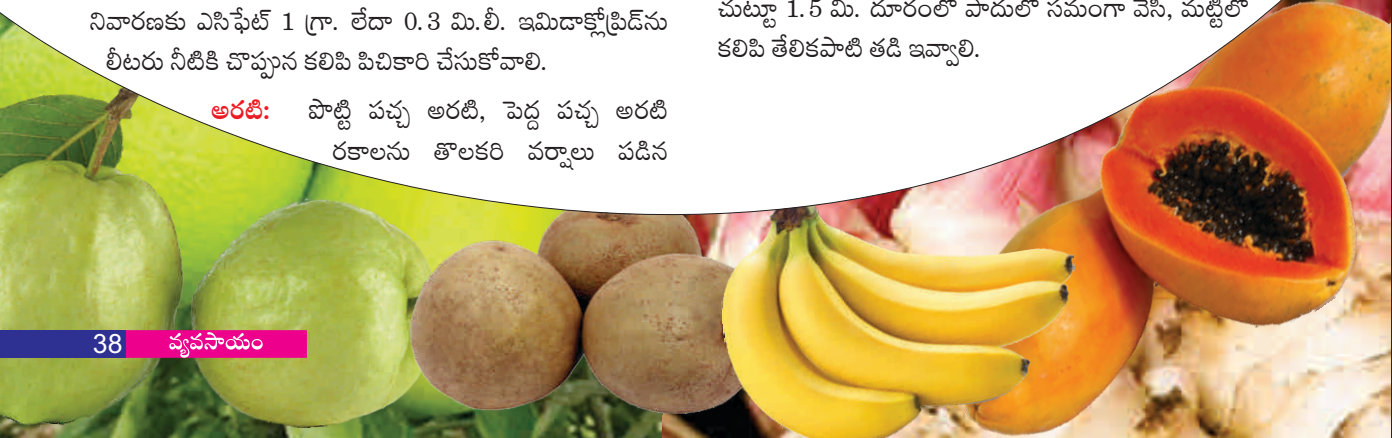 నివారణకు ఎసిఫేట్ 1 గ్రా. లేదా 0.3 మి.లీ. ఇమిడాక్లోప్రిడ్‌ను
లీటరు నీటికి చొప్పున కలిపి పిచికారి చేసుకోవాలి.
అరటి: పొట్టి పచ్చ అరటి, పెద్ద పచ్చ అరటి
రకాలను తొలకరి వర్షాలు పడిన
చుట్టూ 1.5 మి. దూరంలో పాదులో సమంగా వేసి, మట్టిలో
కలిపి తేలికపాటి తడి ఇవ్వాలి.
38 వ్యవసాయం